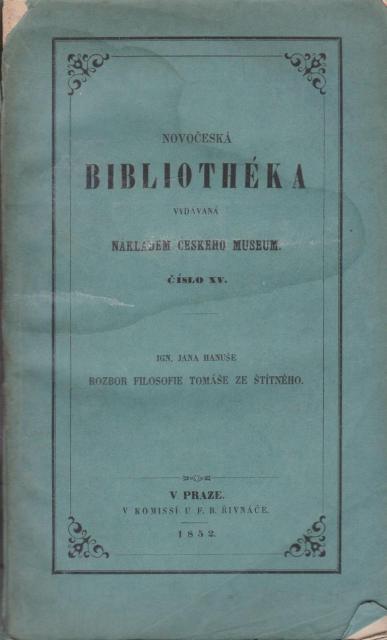 NOVOČESKÁ
BIBLIOTHÉKA
VYDÁVANÁ
NÁKLADEM ČESKÉHO MUSEUM.
ČÍSLO XV.
IGN. JANA HANUŠE
ROZBOR FILOSOFIE TOMÁŠE ZE ŠTÍTNÉHO.
V PRAZE.
V KOMISSÍ U F. B. ŘIVNÁČE.
1852.